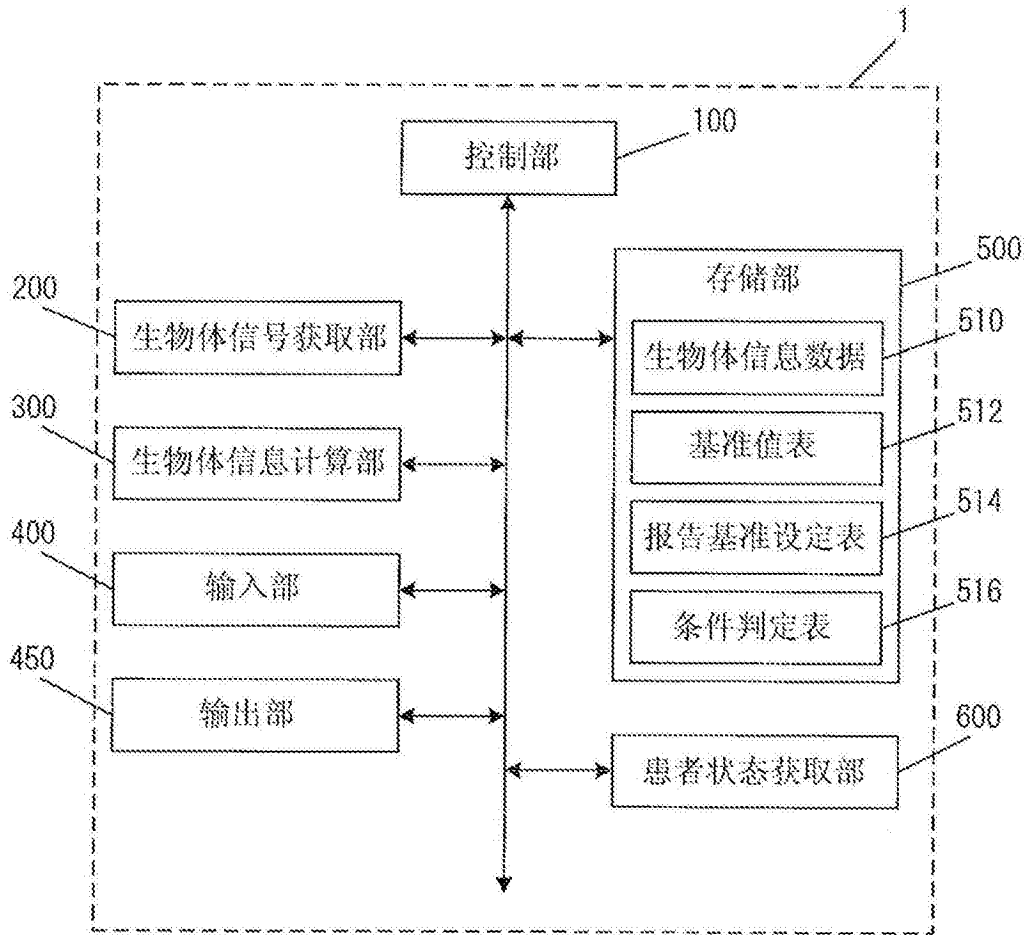 1
100
控制部
500
存储部
200
生物体信号获取部
510
生物体信息数据
300
生物体信息计算部
512
基准值表
514
报告基准设定表
400
输入部
516
条件判定表
450
输出部
600
患者状态获取部